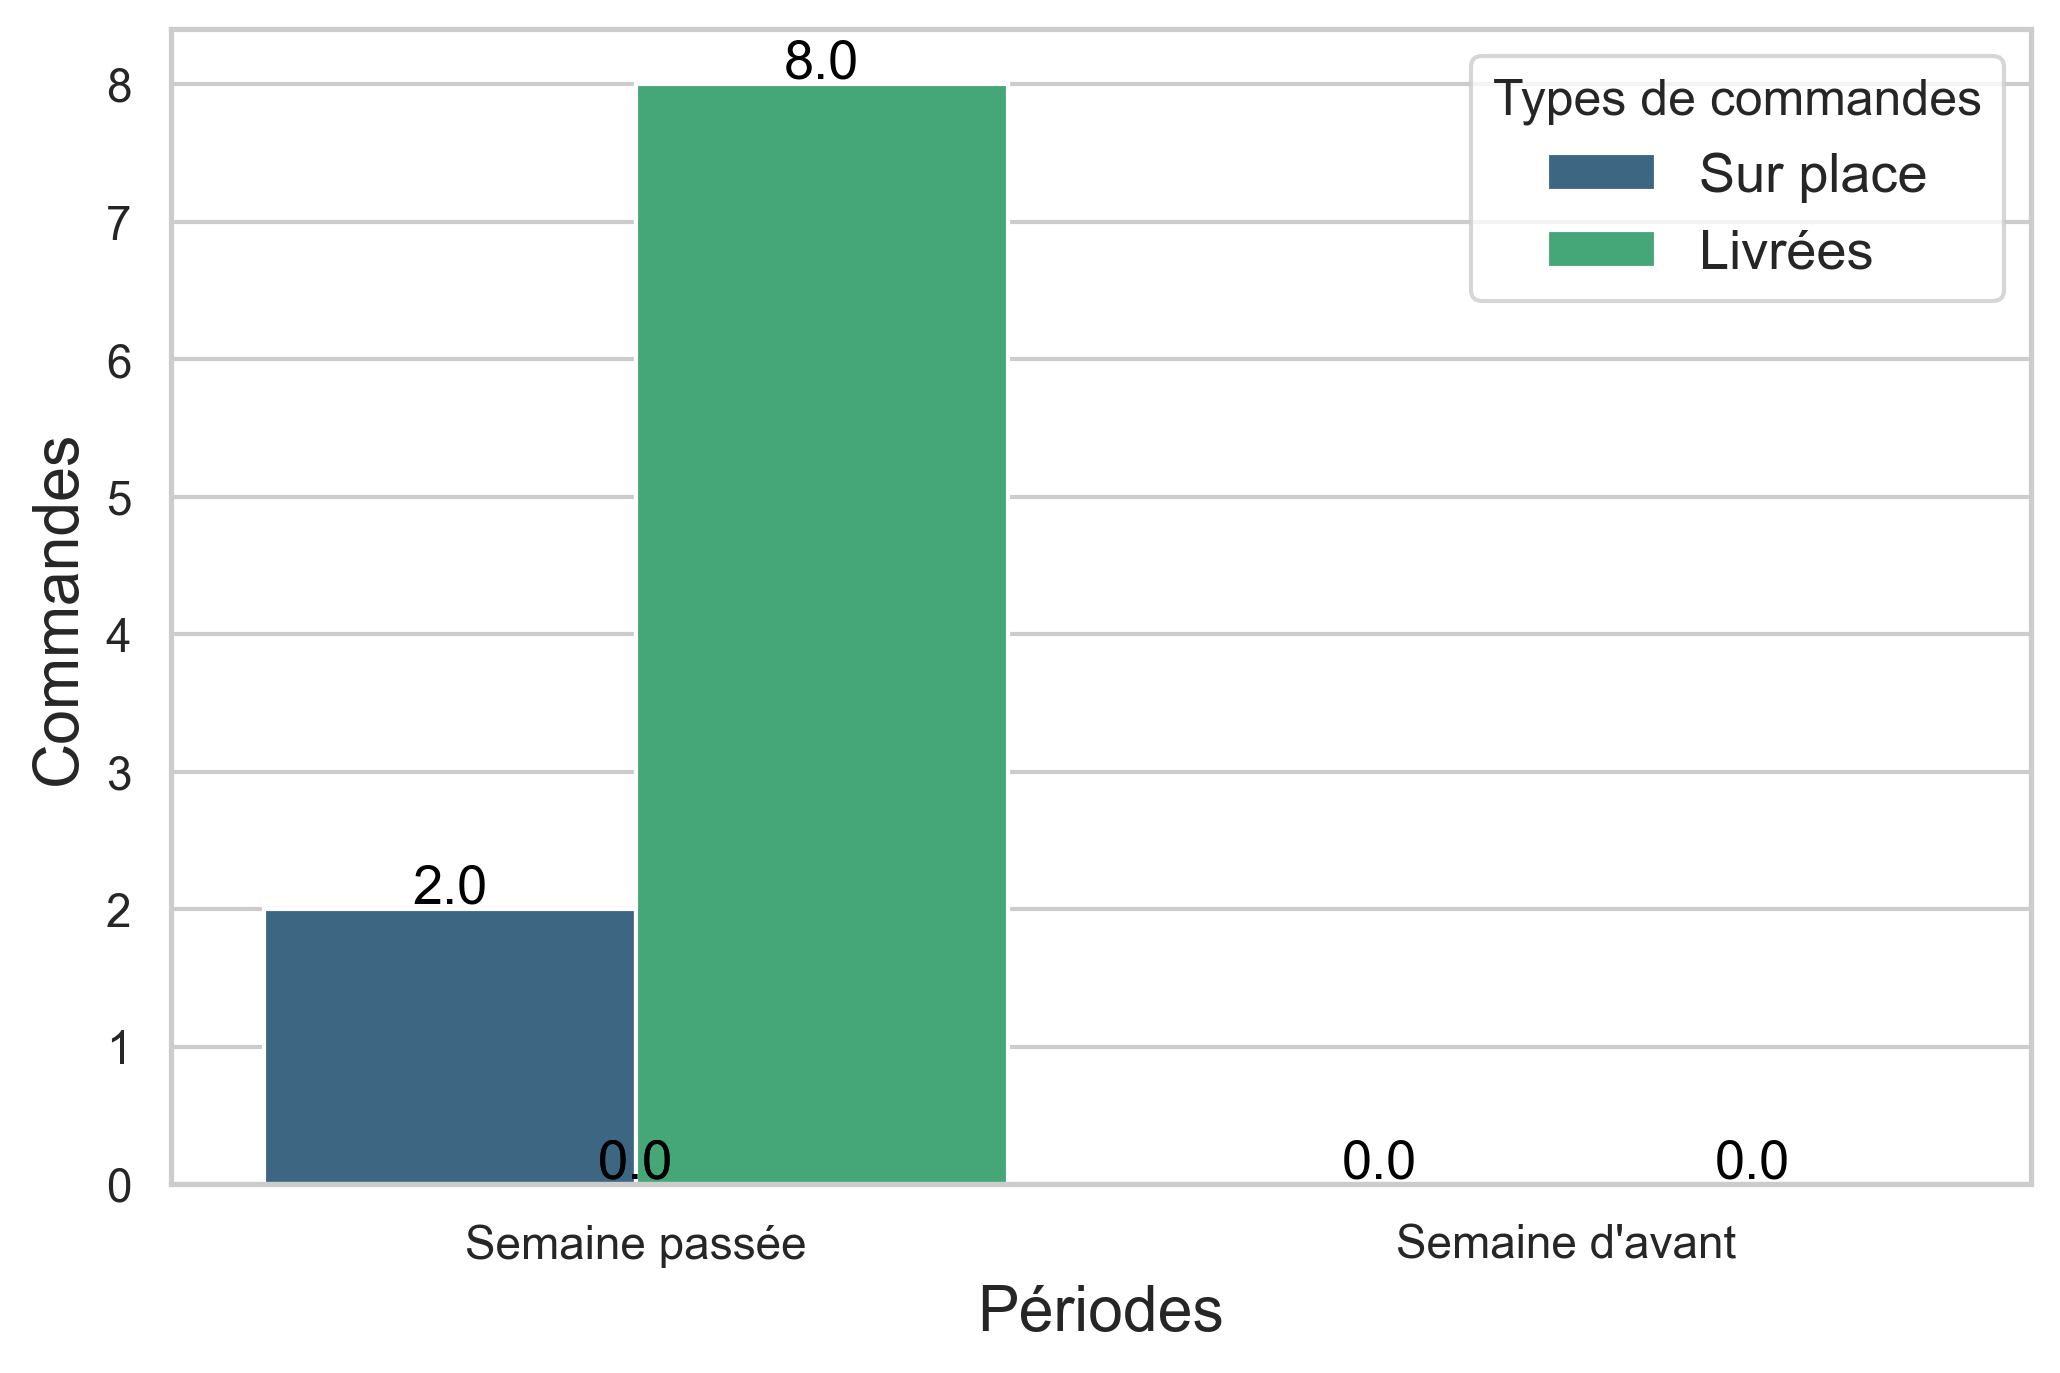 8.0
8
Types de commandes
Sur place
7
Livrées
6
5
Commandes
4
3
2.0
2
1
0.0
0.0
0.0
0
Semaine passée
Semaine d'avant
Périodes